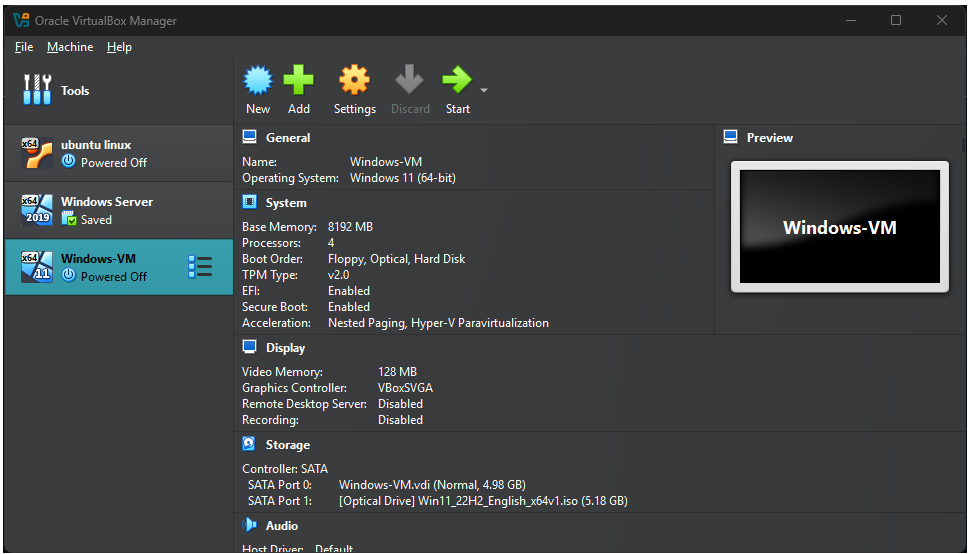 Oracle VirtualBox Manager
File Machine Help
Tools
New Add Settings Discard Start
x64
ubuntu linux
Powered Off
x64
2019
Windows Server
Saved
x64
11
Windows-VM
Powered Off
General
Name: Windows-VM
Operating System: Windows 11 (64-bit)
System
Base Memory: 8192 MB
Processors: 4
Boot Order: Floppy, Optical, Hard Disk
TPM Type: v2.0
EFI: Enabled
Secure Boot: Enabled
Acceleration: Nested Paging, Hyper-V Paravirtualization
Preview
Windows-VM
Display
Video Memory: 128 MB
Graphics Controller: VBoxSVGA
Remote Desktop Server: Disabled
Recording: Disabled
Storage
Controller: SATA
SATA Port 0: Windows-VM.vdi (Normal, 4.98 GB)
SATA Port 1: [Optical Drive] Win11_22H2_English_x64v1.iso (5.18 GB)
Audio
Host Driver: Default